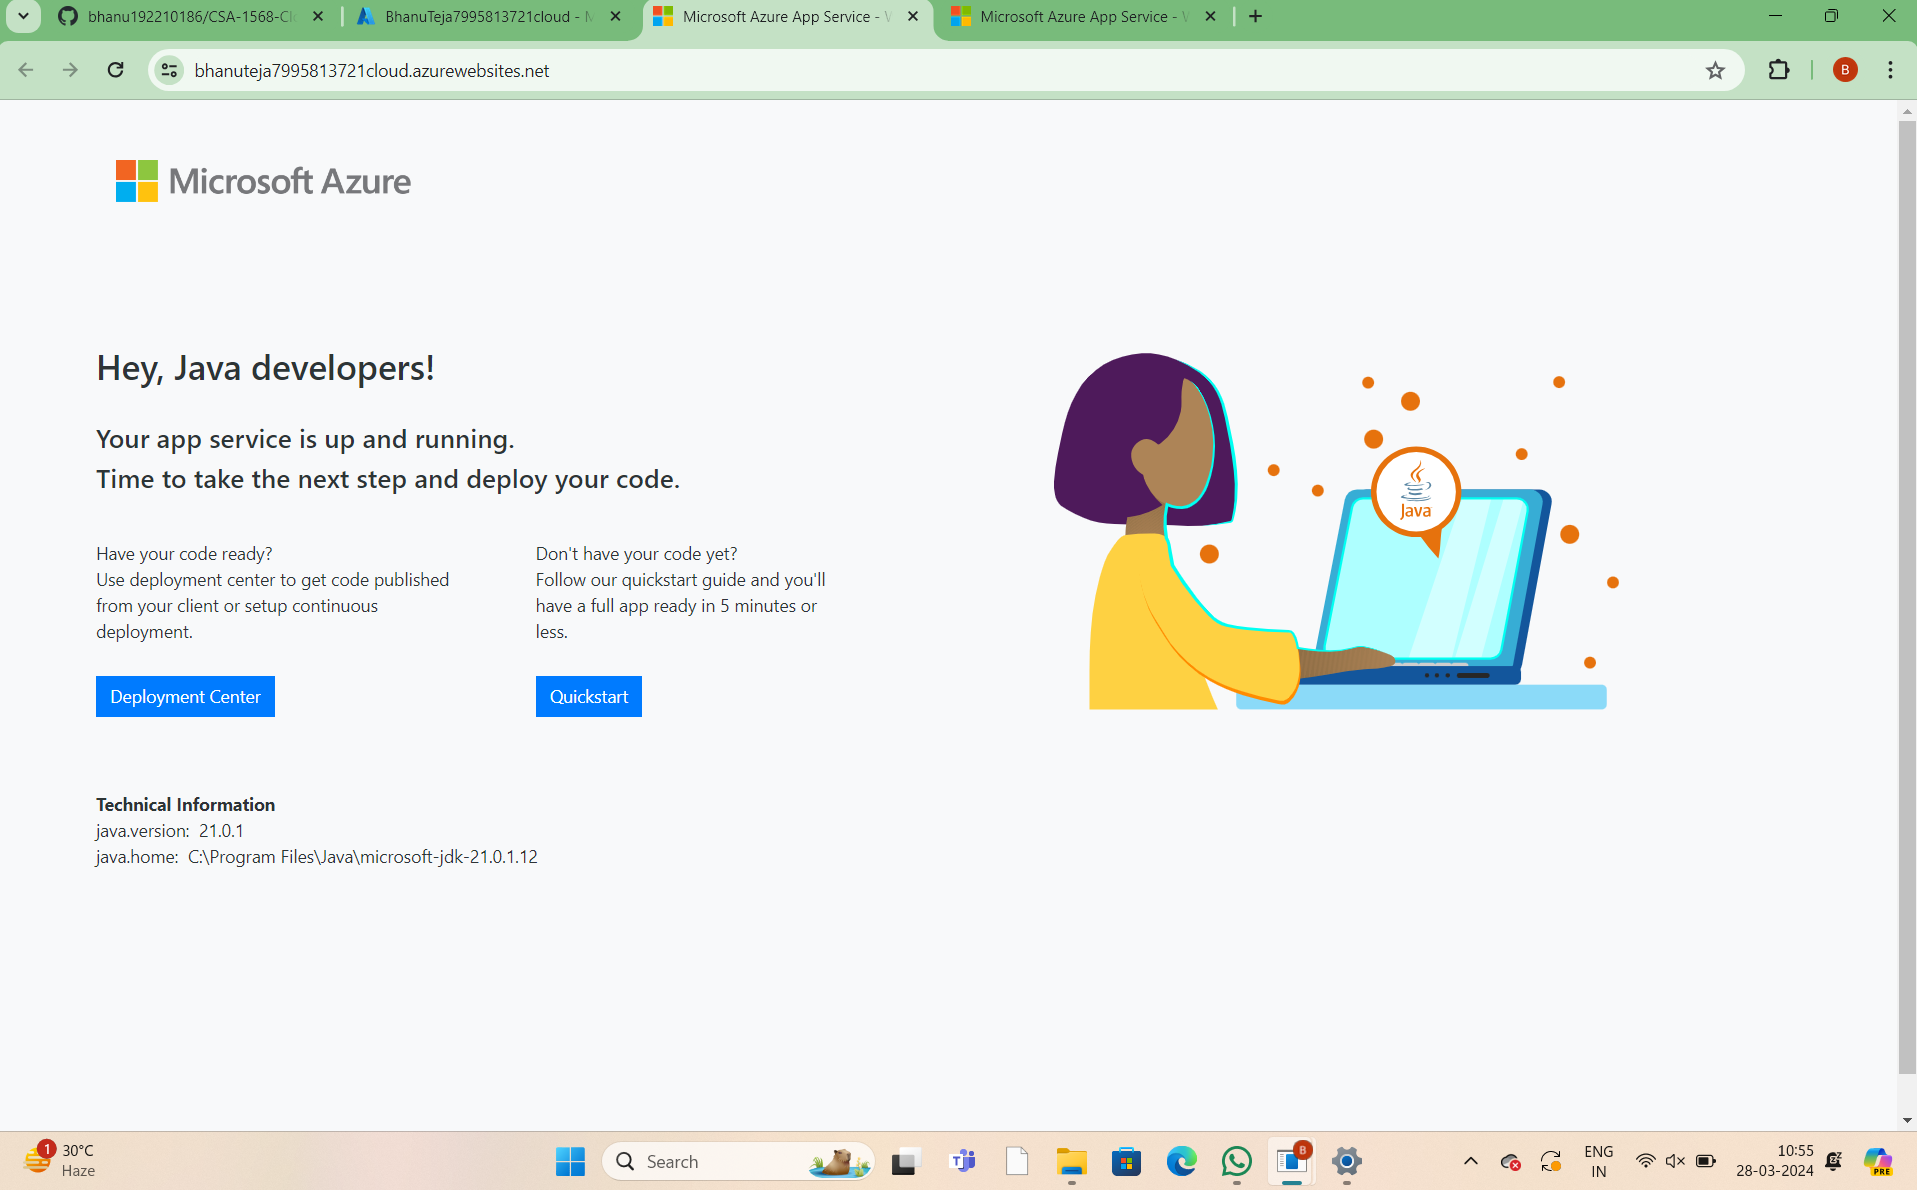 bhanu192210186/CSA-1568-Cl
BhanuTeja7995813721cloud - M
Microsoft Azure App Service - W
Microsoft Azure App Service - W
bhanuteja7995813721cloud.azurewebsites.net
B
Microsoft Azure
Hey, Java developers!
Your app service is up and running.
Time to take the next step and deploy your code.
Java
Have your code ready?
Use deployment center to get code published
from your client or setup continuous
deployment.
Deployment Center
Don't have your code yet?
Follow our quickstart guide and you'll
have a full app ready in 5 minutes or
less.
Quickstart
Technical Information
java.version: 21.0.1
java.home: C:\Program Files\Java\microsoft-jdk-21.0.1.12
1
30°C
Haze
Search
B
ENG
IN
10:55
28-03-2024
PRE